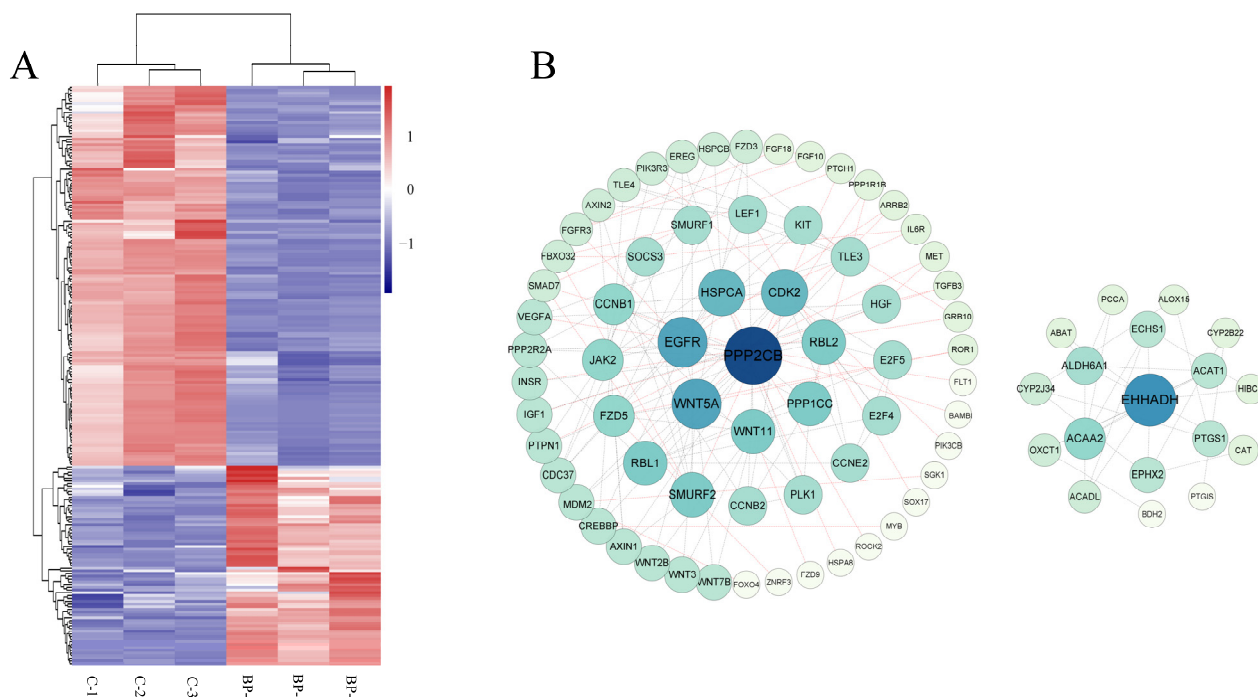 A
B
1
0
−1
C-1
C-2
C-3
BP-
BP-
BP-
PIK3R3
EREG
HSPCB
FZD3
FGF18
FGF10
PTCH1
PPP1R1B
ARRB2
IL6R
MET
TGFB3
GRB10
ROR1
FLT1
BAMBI
PIK3CB
SGK1
SOX17
MYB
ROCK2
HSPA8
FZD9
ZNRF3
FOXO4
WNT7B
WNT3
WNT2B
AXIN1
CREBBP
MDM2
CDC37
PTPN1
IGF1
INSR
PPP2R2A
VEGFA
SMAD7
FBXO32
FGFR3
AXIN2
TLE4
SMURF1
LEF1
KIT
TLE3
HGF
E2F5
E2F4
CCNE2
PLK1
CCNB2
SMURF2
RBL1
FZD5
JAK2
CCNB1
SOCS3
HSPCA
CDK2
RBL2
PPP1CC
WNT11
WNT5A
EGFR
PPP2CB
PCCA
ALOX15
CYP2B22
HIBC
CAT
PTGIS
BDH2
ACADL
OXCT1
CYP2J34
ABAT
ECHS1
ACAT1
PTGS1
EPHX2
ACAA2
ALDH6A1
EHHADH